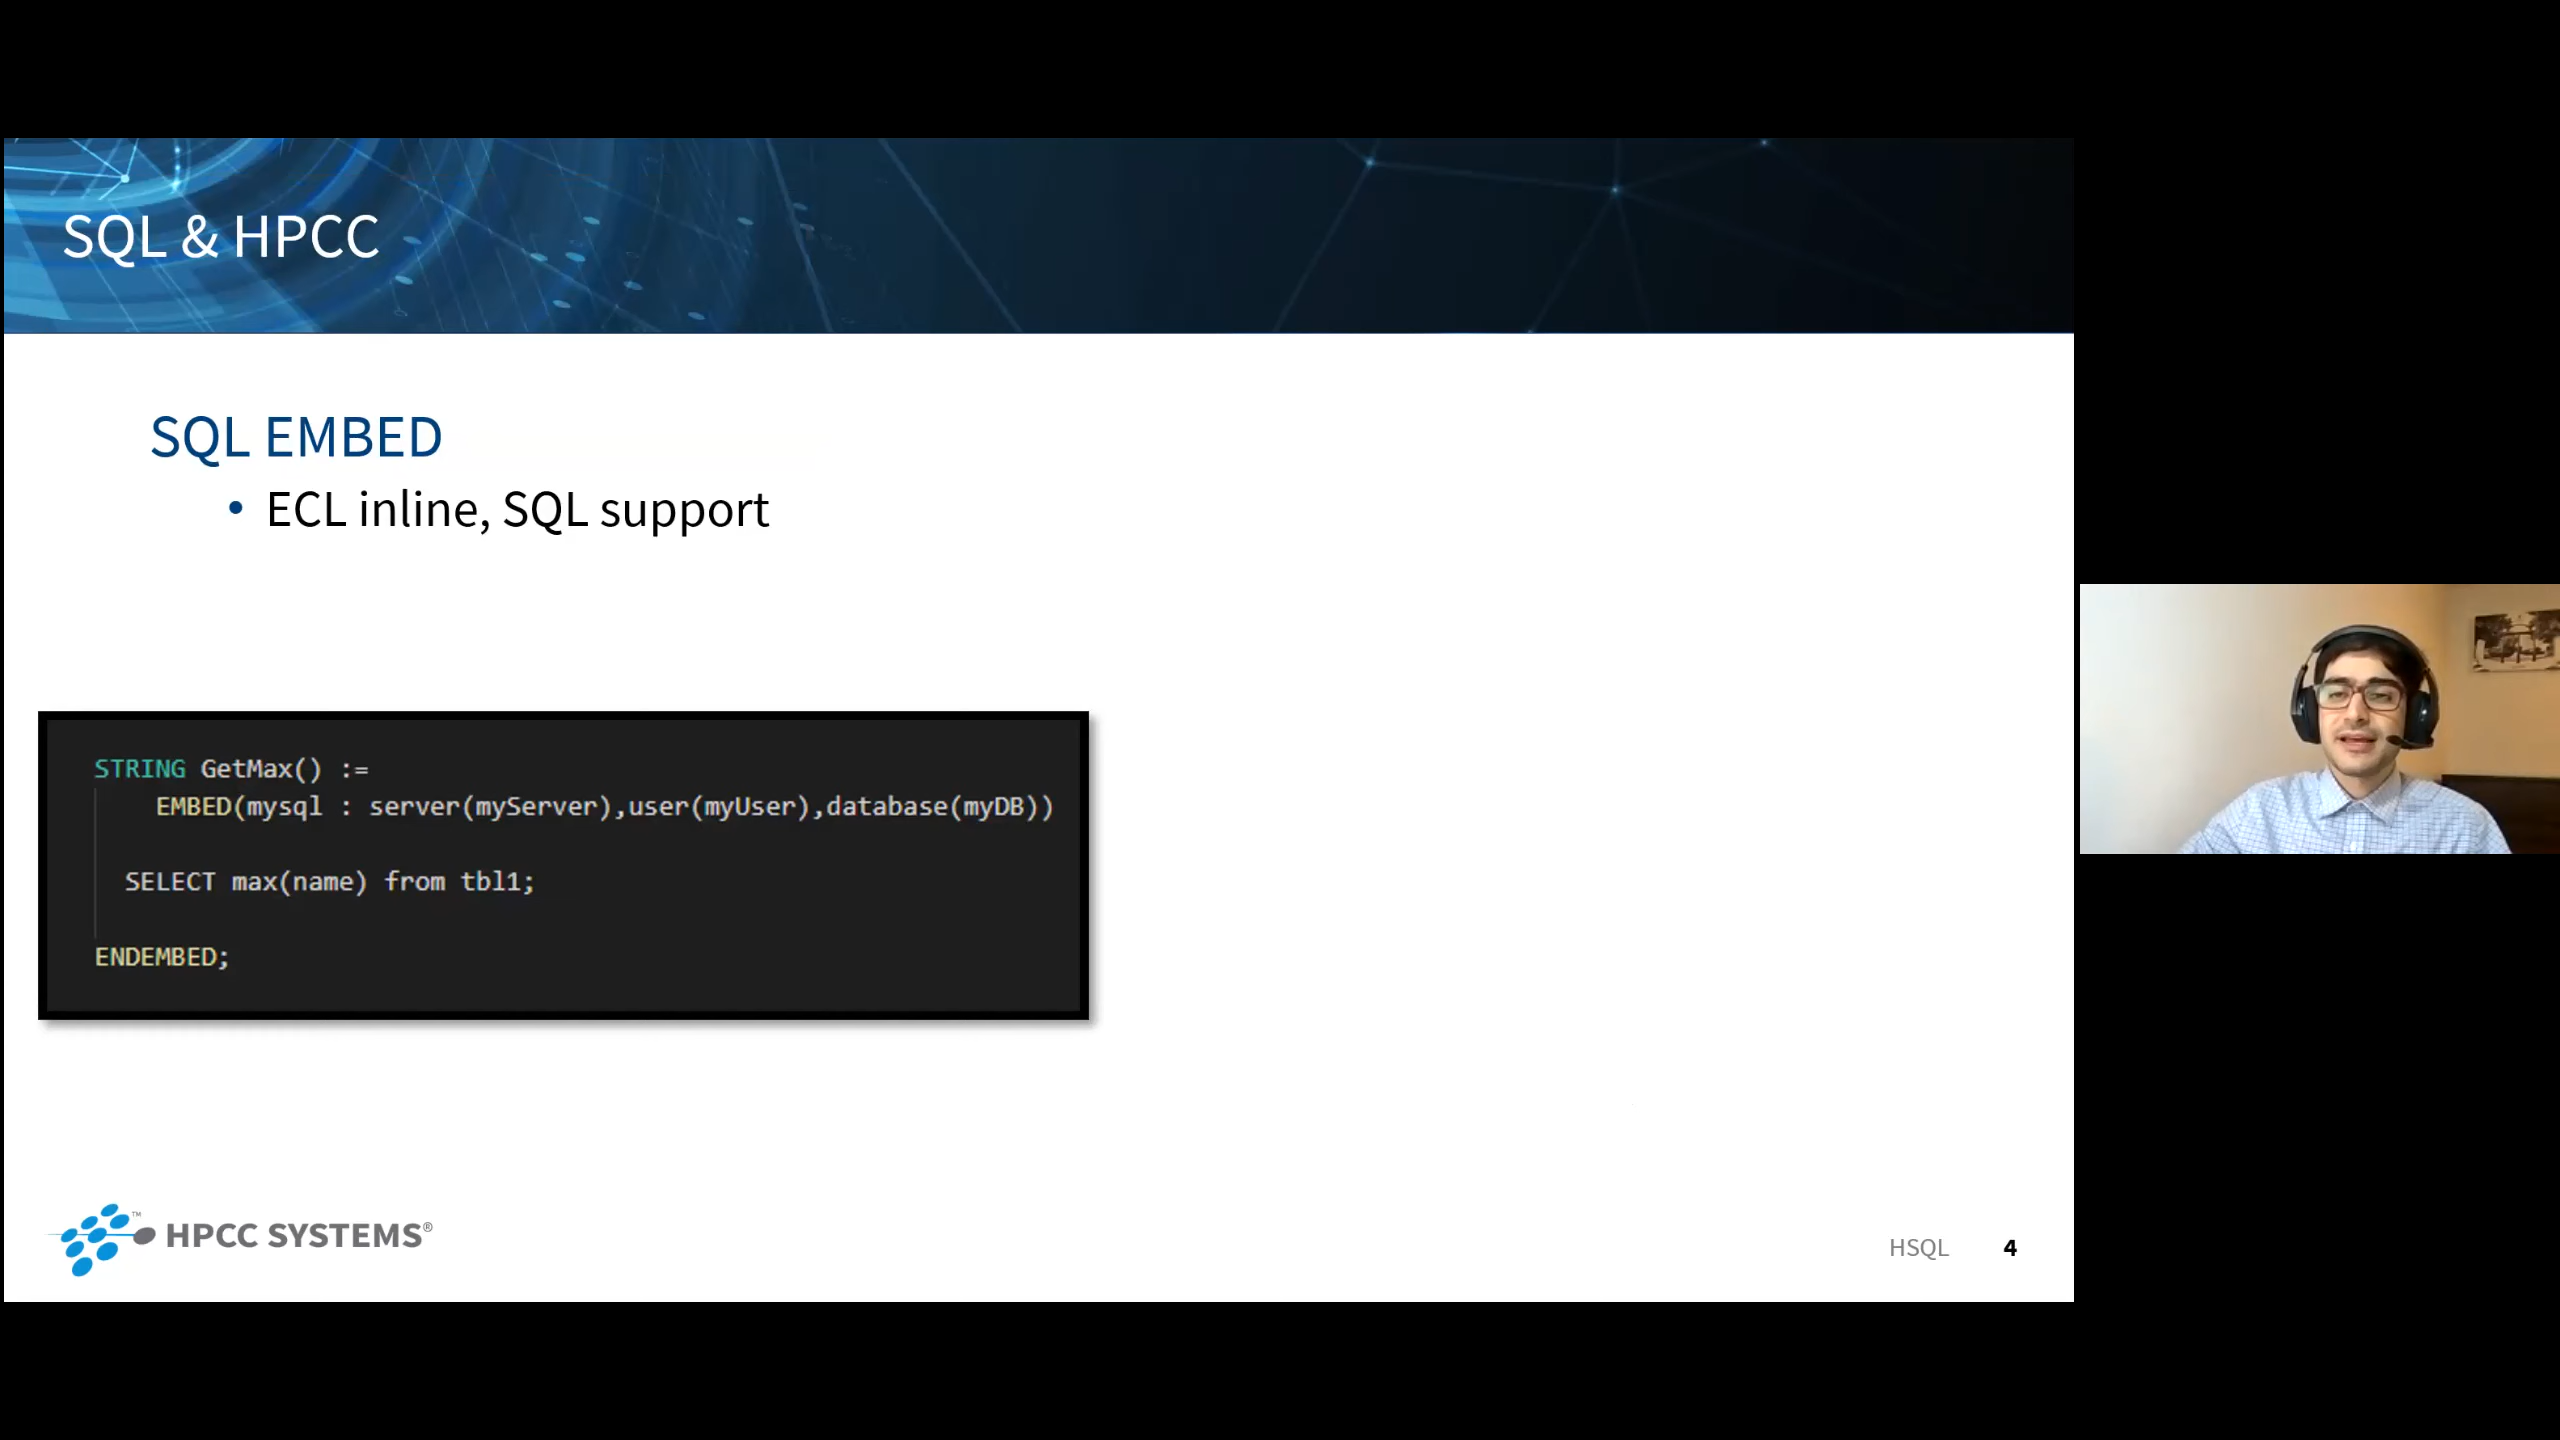 SQL & HPCC
SQL EMBED
• ECL inline, SQL support
STRING GetMax() :=
EMBED(mysql : server(myServer),user(myUser),database(myDB))
SELECT max(name) from tbl1;
ENDEMBED;
HPCC SYSTEMS®
HSQL 4